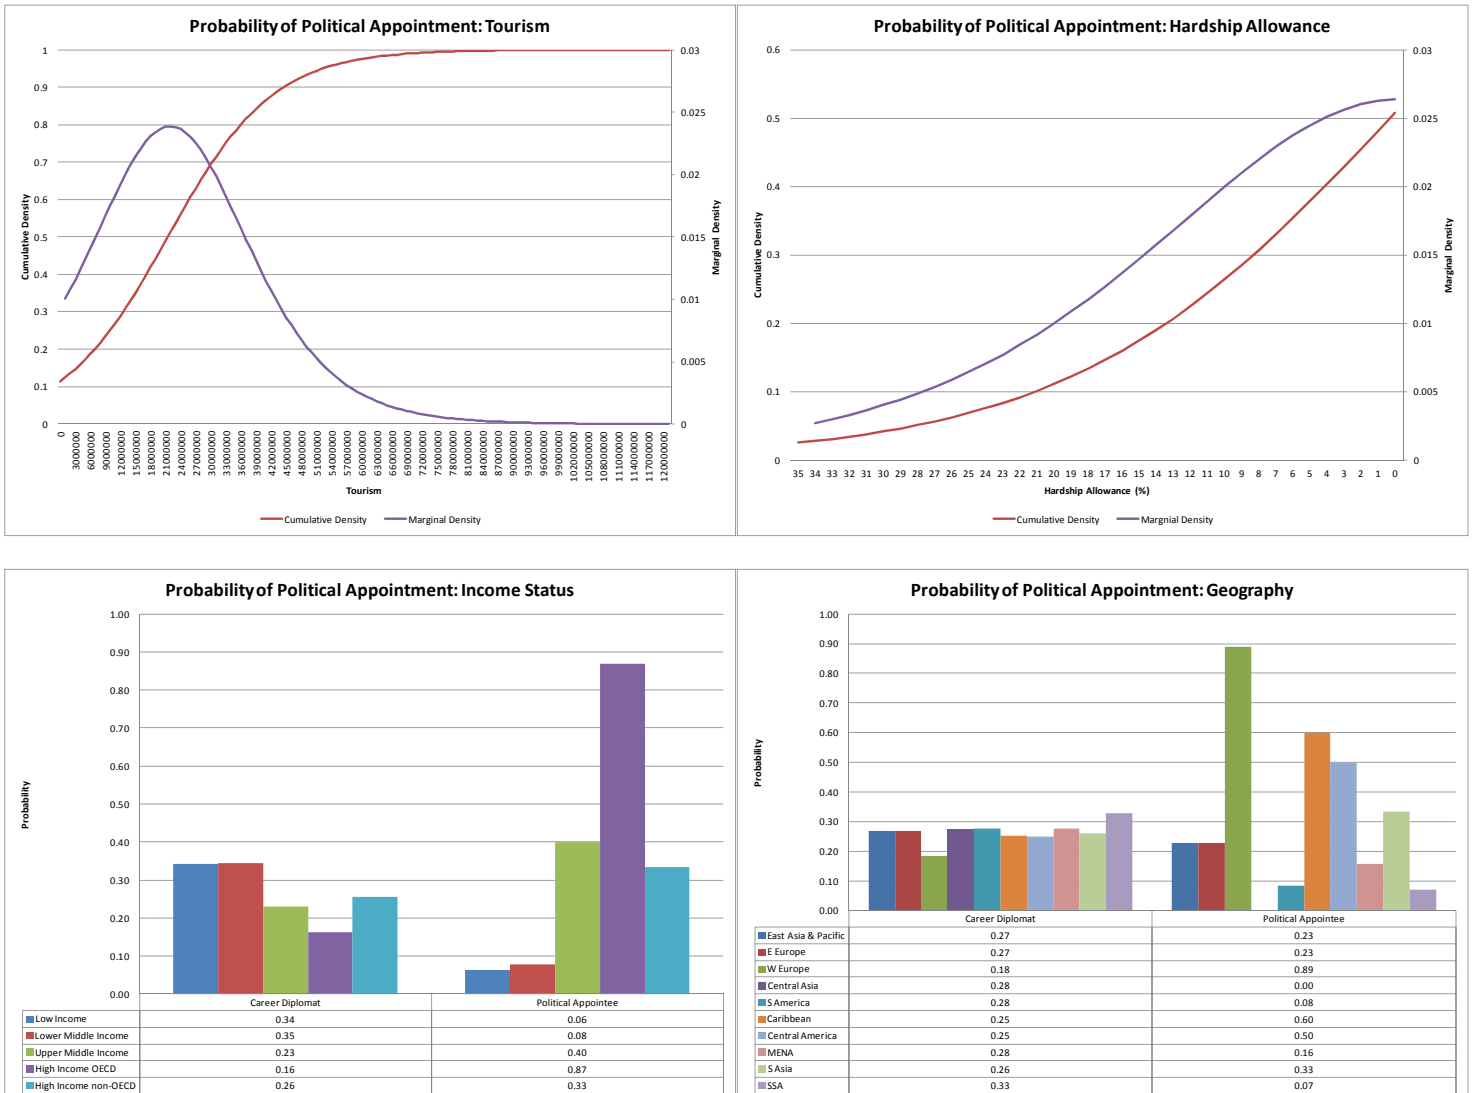 Probability of Political Appointment: Tourism
1
0.9
0.8
0.7
0.6
0.5
0.4
0.3
0.2
0.1
0
Cumulative Density
0.03
0.025
0.02
0.015
0.01
0.005
0
Marginal Density
0 3000000 6000000 9000000 12000000 15000000 18000000 21000000 24000000 27000000 30000000 33000000 36000000 39000000 42000000 45000000 48000000 51000000 54000000 57000000 60000000 63000000 66000000 69000000 72000000 75000000 78000000 81000000 84000000 87000000 90000000 93000000 96000000 99000000 102000000 105000000 108000000 111000000 114000000 117000000 120000000
Tourism
Cumulative Density Marginal Density
Probability of Political Appointment: Hardship Allowance
0.6
0.5
0.4
0.3
0.2
0.1
0
Cumulative Density
0.03
0.025
0.02
0.015
0.01
0.005
0
Marginal Density
35 34 33 32 31 30 29 28 27 26 25 24 23 22 21 20 19 18 17 16 15 14 13 12 11 10 9 8 7 6 5 4 3 2 1 0
Hardship Allowance (%)
Cumulative Density Margnial Density
Probability of Political Appointment: Income Status
1.00
0.90
0.80
0.70
0.60
0.50
0.40
0.30
0.20
0.10
0.00
Probability
Career Diplomat Political Appointee
Low Income 0.34 0.06
Lower Middle Income 0.35 0.08
Upper Middle Income 0.23 0.40
High Income OECD 0.16 0.87
High Income non-OECD 0.26 0.33
Probability of Political Appointment: Geography
1.00
0.90
0.80
0.70
0.60
0.50
0.40
0.30
0.20
0.10
0.00
Probability
Career Diplomat Political Appointee
East Asia & Pacific 0.27 0.23
E Europe 0.27 0.23
W Europe 0.18 0.89
Central Asia 0.28 0.00
S America 0.28 0.08
Caribbean 0.25 0.60
Central America 0.25 0.50
MENA 0.28 0.16
S Asia 0.26 0.33
SSA 0.33 0.07